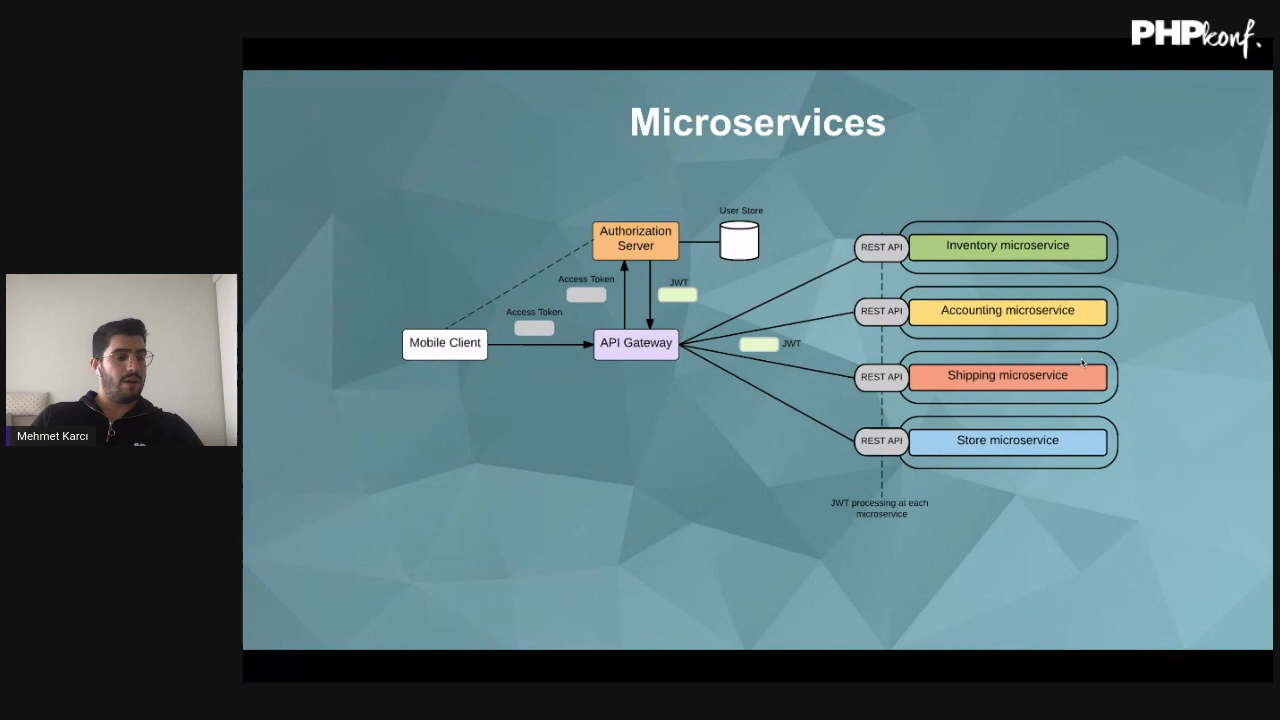 PHPkonf.
Microservices
User Store
Authorization
Server
Access Token
JWT
Access Token
Mobile Client
API Gateway
JWT
REST API
Inventory microservice
REST API
Accounting microservice
REST API
Shipping microservice
REST API
Store microservice
JWT processing at each
microservice
Mehmet Karcı